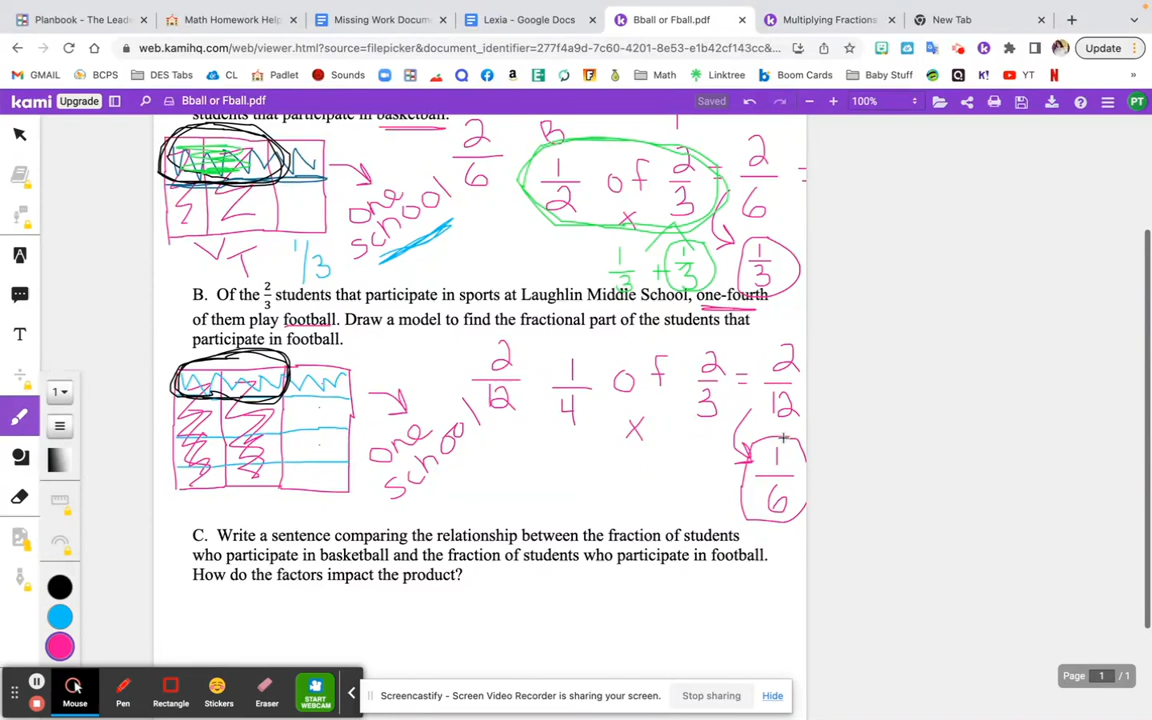 Planbook - The Leade
Math Homework Help
Missing Work Docum
Lexia - Google Docs
Bball or Fball.pdf
Multiplying Fractions
New Tab
web.kamihq.com/web/viewer.html?source=filepicker&document_identifier=277f4a9d-7c60-4201-8e53-e1b42cf143cc&...
Update
GMAIL
BCPS
DES Tabs
CL
Padlet
Sounds
Math
Linktree
Boom Cards
Baby Stuff
YT
kami
Upgrade
Bball or Fball.pdf
Saved
100%
PT
students that participate in basketball.
2/6
B
1/2 of 2/3 = 2/6 =
x
one school
1/3
1/3 + 1/3
1/3
B. Of the 2/3 students that participate in sports at Laughlin Middle School, one-fourth
of them play football. Draw a model to find the fractional part of the students that
participate in football.
one school
2/12
1/4 of 2/3 = 2/12
x
1/6
C. Write a sentence comparing the relationship between the fraction of students
who participate in basketball and the fraction of students who participate in football.
How do the factors impact the product?
1
T
Mouse
Pen
Rectangle
Stickers
Eraser
START WEBCAM
Screencastify - Screen Video Recorder is sharing your screen.
Stop sharing
Hide
Page 1 / 1